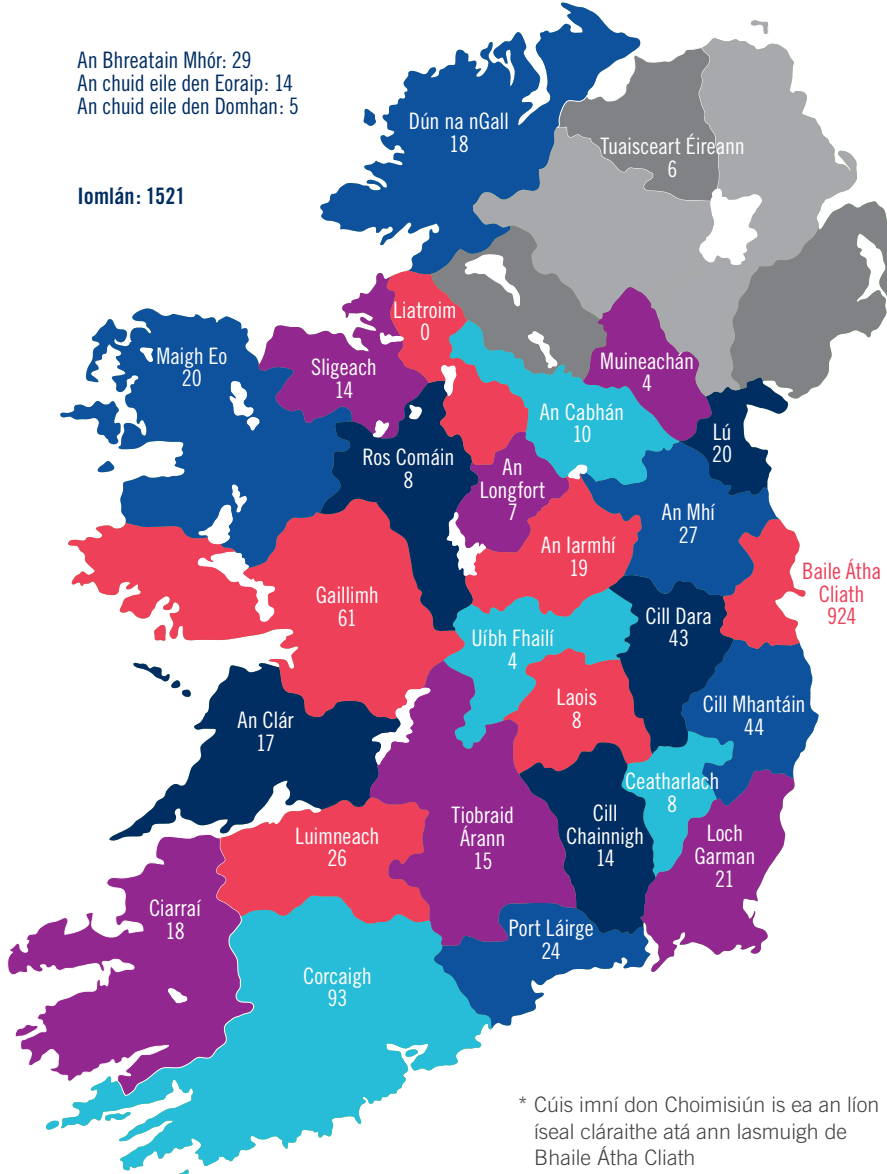 An Bhreatain Mhór: 29
An chuid eile den Eoraip: 14
An chuid eile den Domhan: 5
Iomlán: 1521
Dún na nGall
18
Tuaisceart Éireann
6
Liatroim
0
Maigh Eo
20
Sligeach
14
Muineachán
4
An Cabhán
10
Lú
20
Ros Comáin
8
An
Longfort
7
An Mhí
27
An Iarmhí
19
Baile Átha
Cliath
924
Gaillimh
61
Cill Dara
43
Uíbh Fhailí
4
Laois
8
Cill Mhantáin
44
An Clár
17
Ceatharlach
8
Tiobraid
Árann
15
Cill
Chainnigh
14
Loch
Garman
21
Luimneach
26
Ciarraí
18
Port Láirge
24
Corcaigh
93
* Cúis imní don Choimisiún is ea an líon
íseal cláraithe atá ann lasmuigh de
Bhaile Átha Cliath